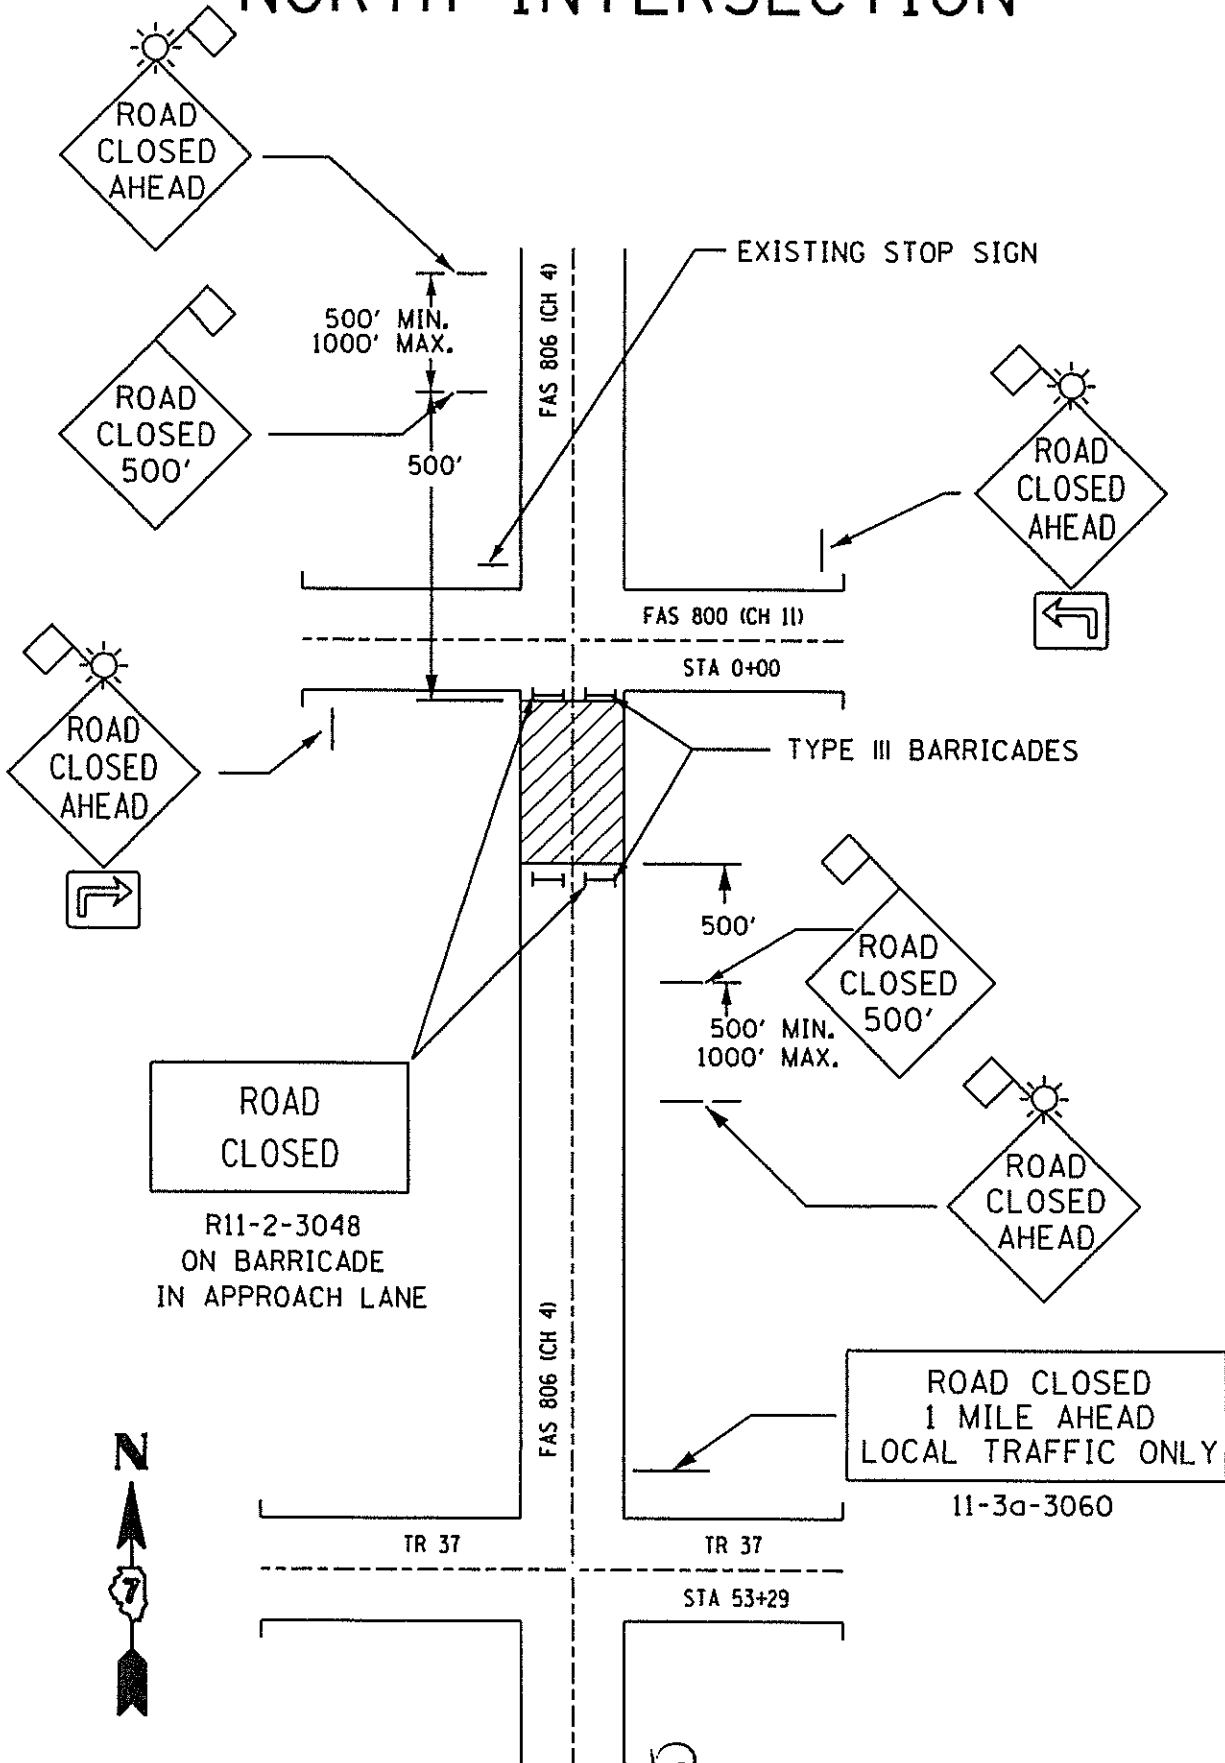 NORTH INTERSECTION
ROAD
CLOSED
AHEAD
EXISTING STOP SIGN
FAS 806 (CH 4)
500' MIN.
1000' MAX.
ROAD
CLOSED
500'
500'
ROAD
CLOSED
AHEAD
FAS 800 (CH 11)
STA 0+00
ROAD
CLOSED
AHEAD
TYPE III BARRICADES
500'
ROAD
CLOSED
500'
500' MIN.
1000' MAX.
ROAD
CLOSED
R11-2-3048
ON BARRICADE
IN APPROACH LANE
ROAD
CLOSED
AHEAD
FAS 806 (CH 4)
ROAD CLOSED
1 MILE AHEAD
LOCAL TRAFFIC ONLY
11-3a-3060
N
7
TR 37
TR 37
STA 53+29